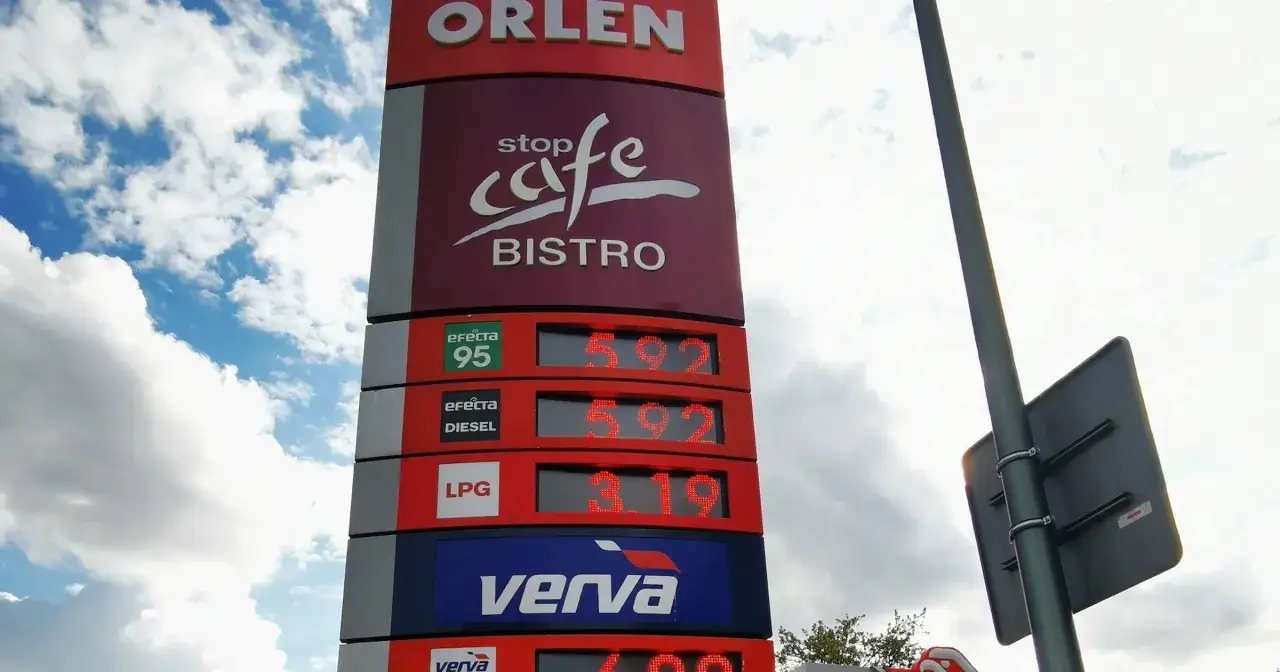 ORLEN
stop
cafe
BISTRO
efecta
95
5.92
efecta
DIESEL
5.92
LPG
3.19
verva
verva